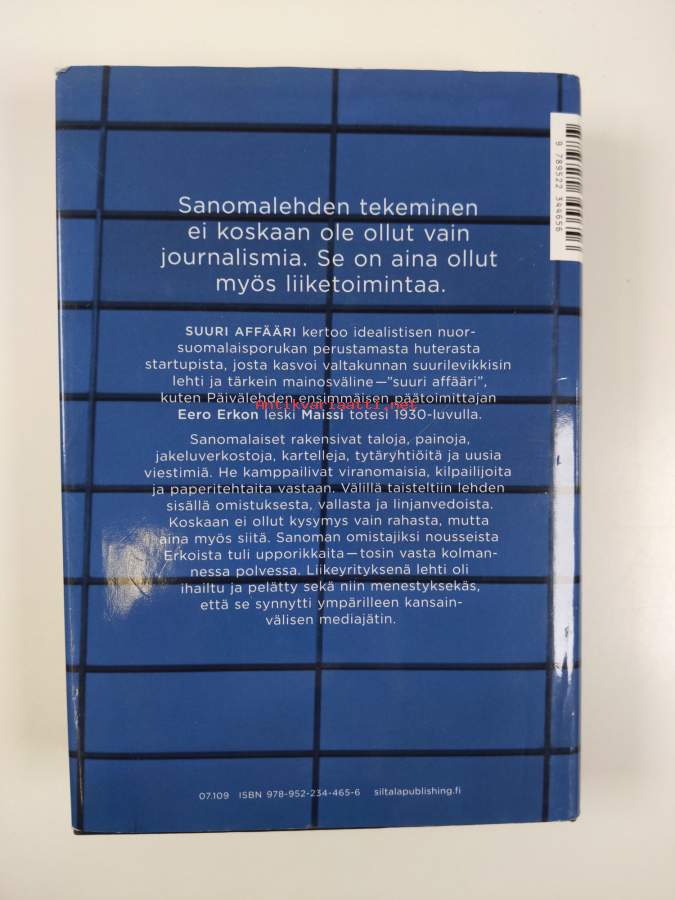 9 789522 344656
Sanomalehden tekeminen
ei koskaan ole ollut vain
journalismia. Se on aina ollut
myös liiketoimintaa.
SUURI AFFÄÄRI kertoo idealistisen nuor-
suomalaisporukan perustamasta huterasta
startupista, josta kasvoi valtakunnan suurilevikkisin
lehti ja tärkein mainosväline—"suuri affääri",
kuten Päivälehden ensimmäisen päätoimittajan
Antikvariaatti.net
Eero Erkon leski Maissi totesi 1930-luvulla.
Sanomalaiset rakensivat taloja, painoja,
jakeluverkostoja, kartelleja, tytäryhtiöitä ja uusia
viestimiä. He kamppailivat viranomaisia, kilpailijoita
ja paperitehtaita vastaan. Välillä taisteltiin lehden
sisällä omistuksesta, vallasta ja linjanvedoista.
Koskaan ei ollut kysymys vain rahasta, mutta
aina myös siitä. Sanoman omistajiksi nousseista
Erkoista tuli upporikkaita—tosin vasta kolman-
nessa polvessa. Liikeyrityksenä lehti oli
ihailtu ja pelätty sekä niin menestyksekäs,
että se synnytti ympärilleen kansain-
välisen mediajätin.
07.109 ISBN 978-952-234-465-6 siltalapublishing.fi